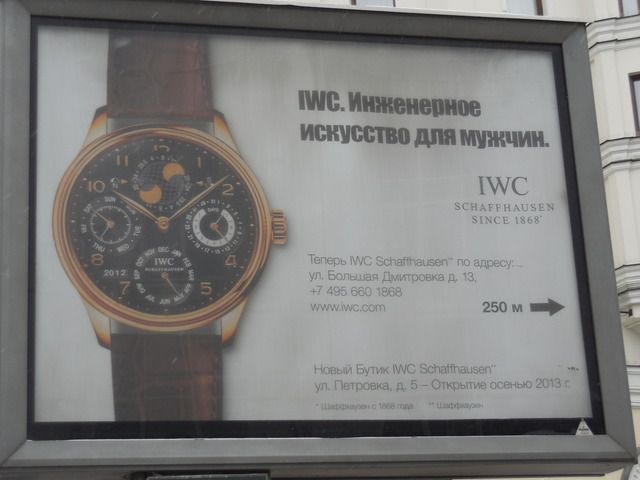 IWC. Инженерное
искусство для мужчин.
IWC
SCHAFFHAUSEN
SINCE 1868*
Теперь IWC Schaffhausen** по адресу:
ул. Большая Дмитровка д. 13,
+7 495 660 1868
www.iwc.com
250 м
Новый Бутик IWC Schaffhausen**
ул. Петровка, д. 5 – Открытие осенью 2013 г.
* Шаффхаузен с 1868 года ** Шаффхаузен
2012
IWC
SCHAFFHAUSEN